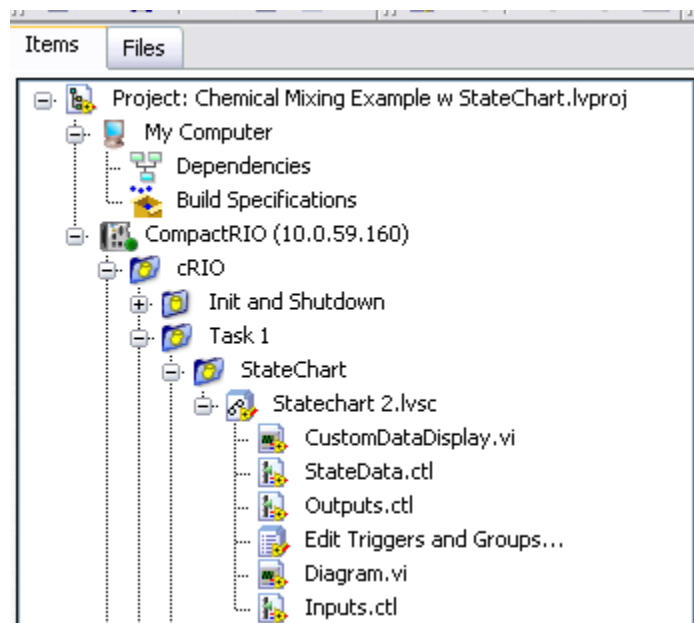 Items
Files
Project: Chemical Mixing Example w StateChart.lvproj
My Computer
Dependencies
Build Specifications
CompactRIO (10.0.59.160)
cRIO
Init and Shutdown
Task 1
StateChart
Statechart 2.lvsc
CustomDataDisplay.vi
StateData.ctl
Outputs.ctl
Edit Triggers and Groups...
Diagram.vi
Inputs.ctl